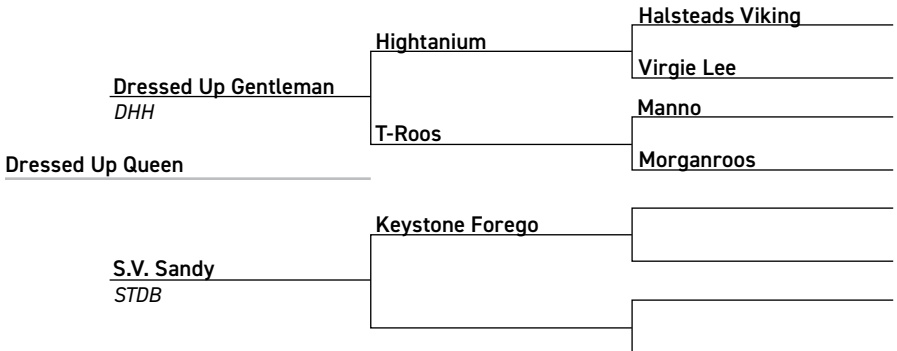 Halsteads Viking
Hightanium
Virgie Lee
Dressed Up Gentleman
DHH
Manno
T-Roos
Morganroos
Dressed Up Queen
Keystone Forego
S.V. Sandy
STDB